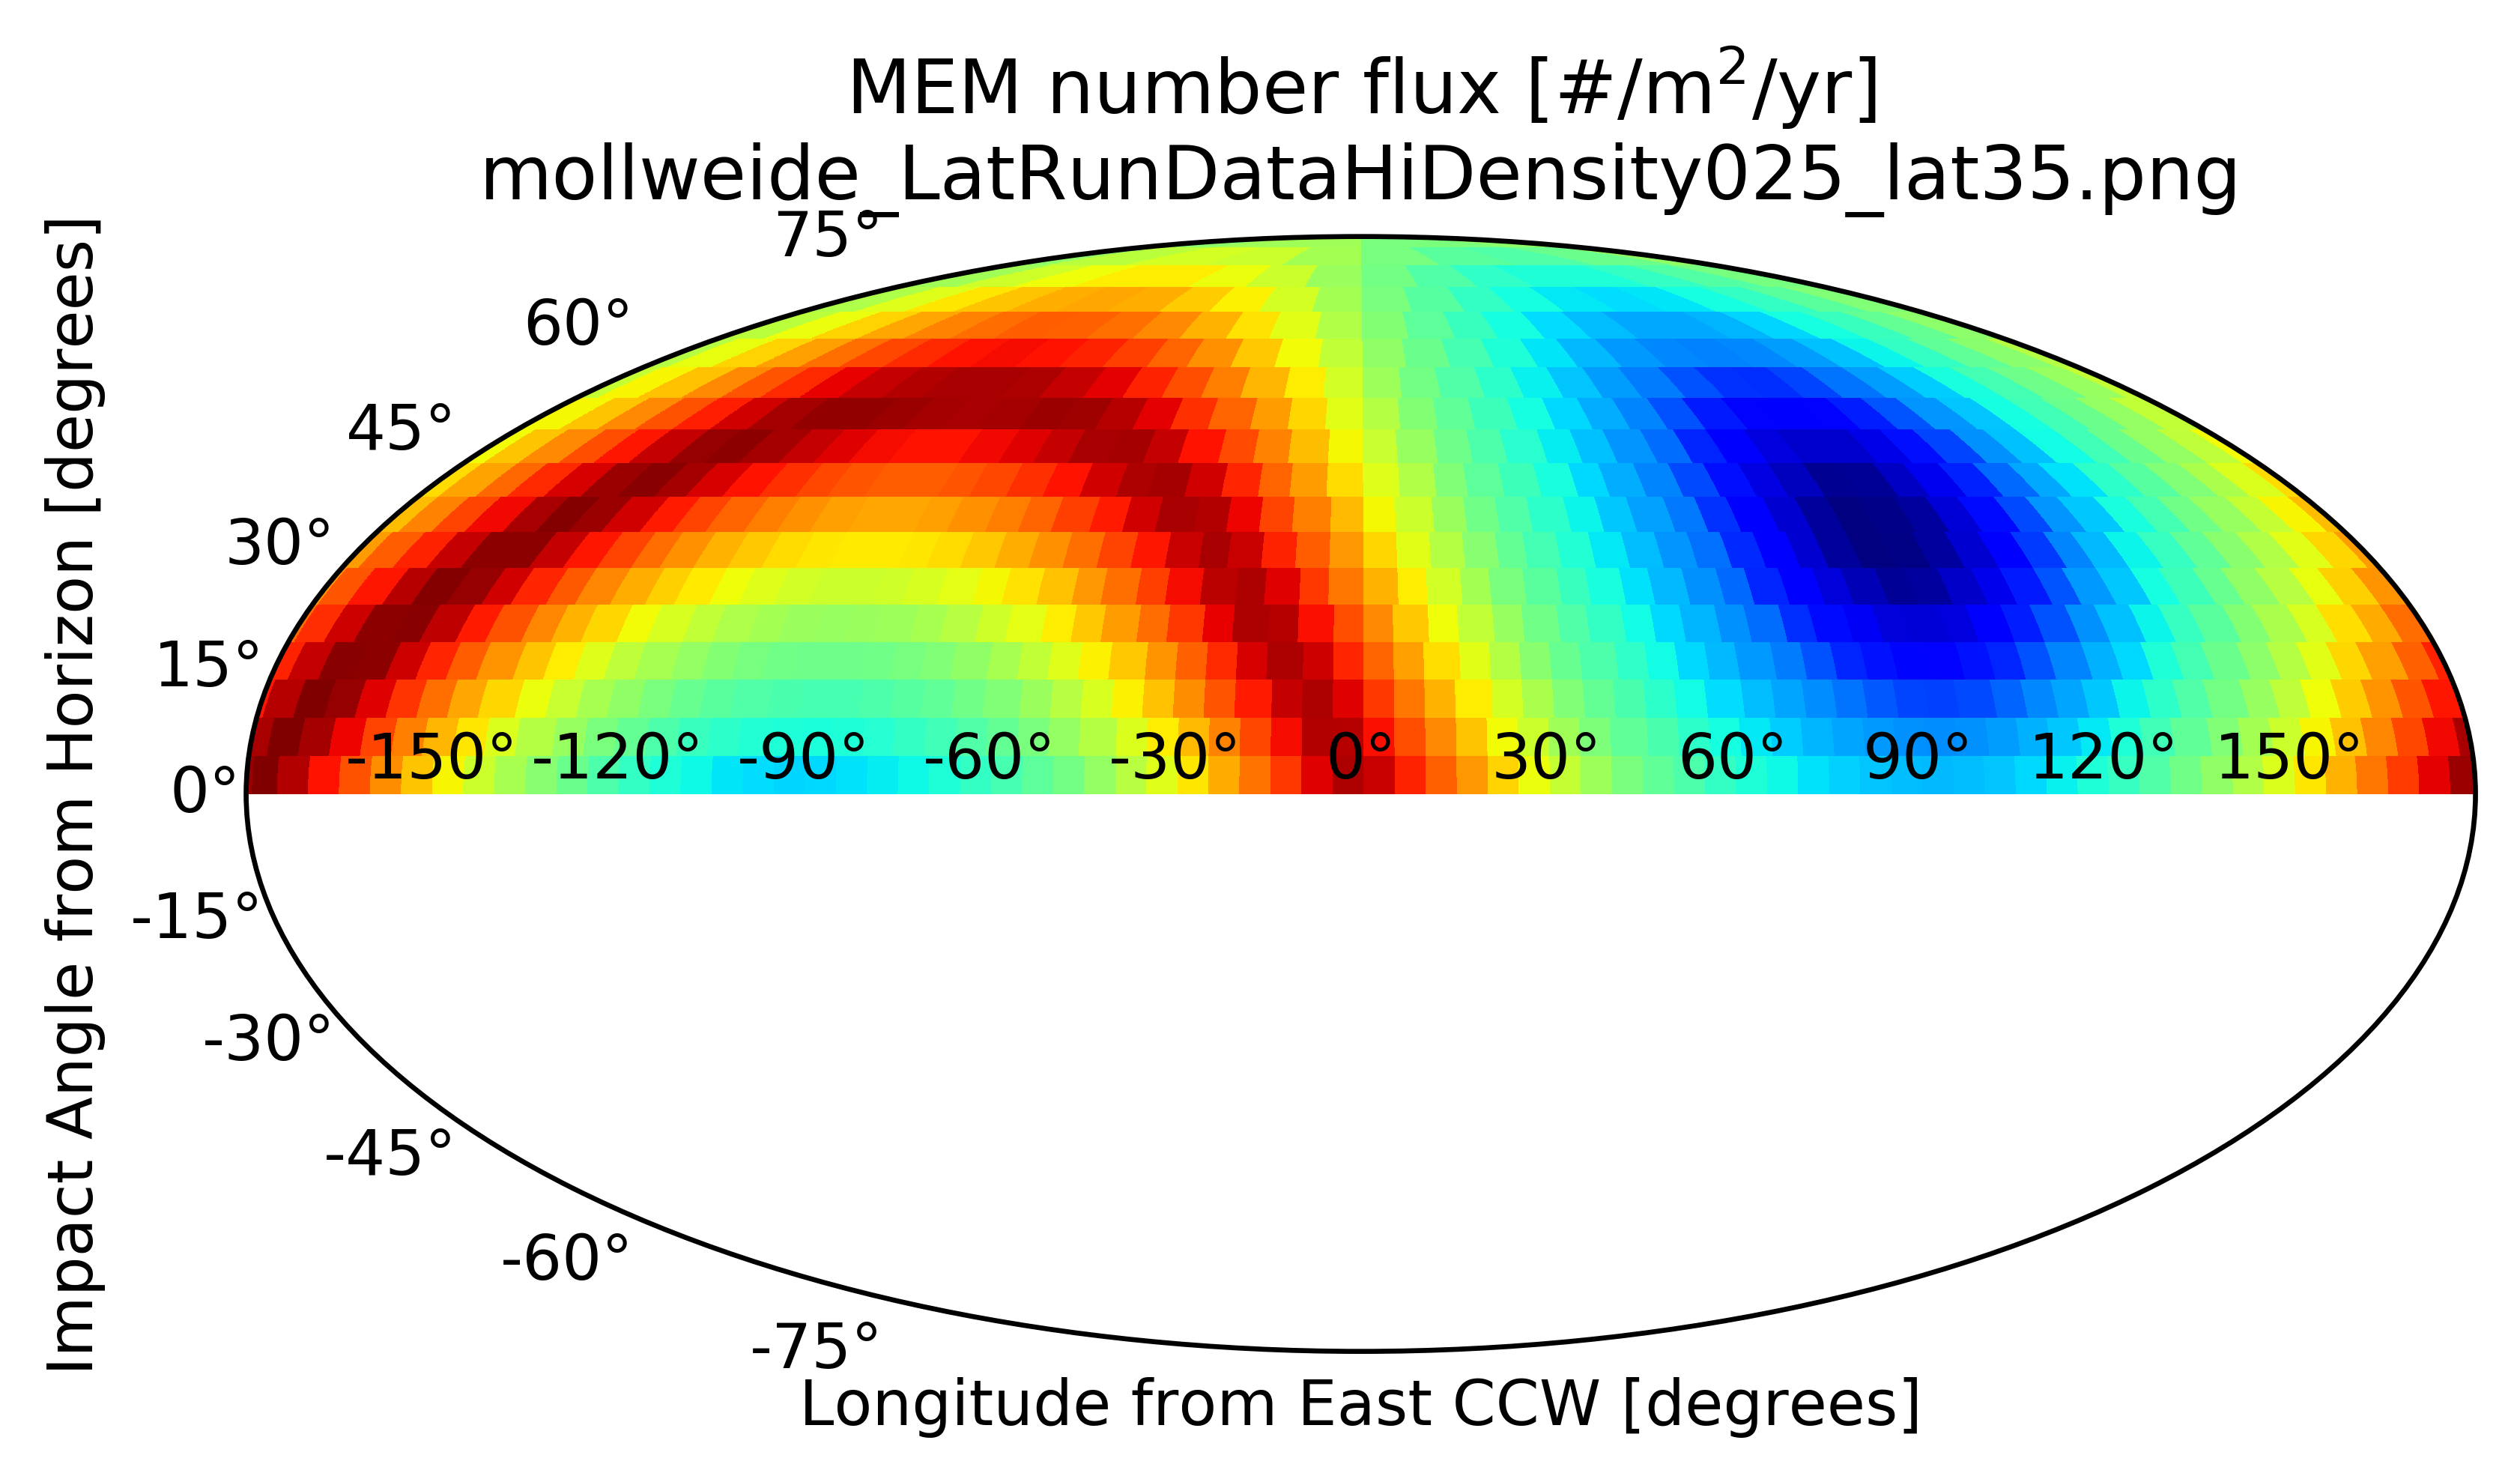 MEM number flux [#/m²/yr]
mollweide_LatRunDataHiDensity025_lat35.png
Impact Angle from Horizon [degrees]
75°
60°
45°
30°
15°
0°
-150° -120° -90° -60° -30° 0° 30° 60° 90° 120° 150°
-15°
-30°
-45°
-60°
-75°
Longitude from East CCW [degrees]